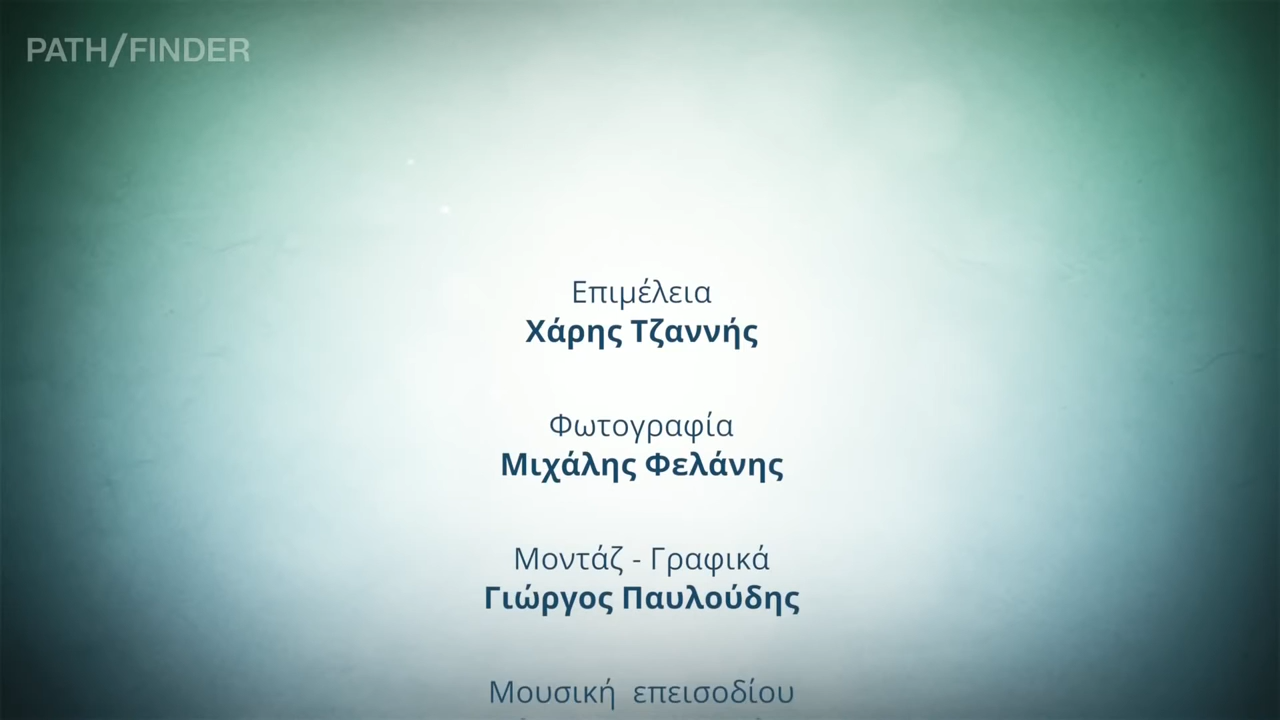 PATH/FINDER
Επιμέλεια
Χάρης Τζαννής
Φωτογραφία
Μιχάλης Φελάνης
Μοντάζ - Γραφικά
Γιώργος Παυλούδης
Μουσική επεισοδίου